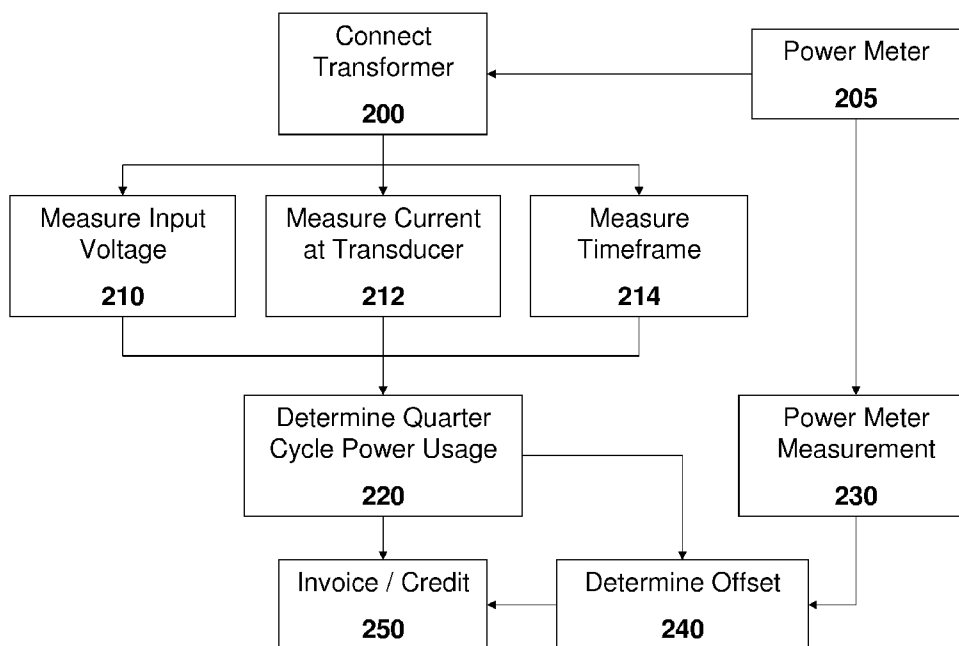 Connect
Transformer
200
Power Meter
205
Measure Input
Voltage
210
Measure Current
at Transducer
212
Measure
Timeframe
214
Determine Quarter
Cycle Power Usage
220
Power Meter
Measurement
230
Invoice / Credit
250
Determine Offset
240